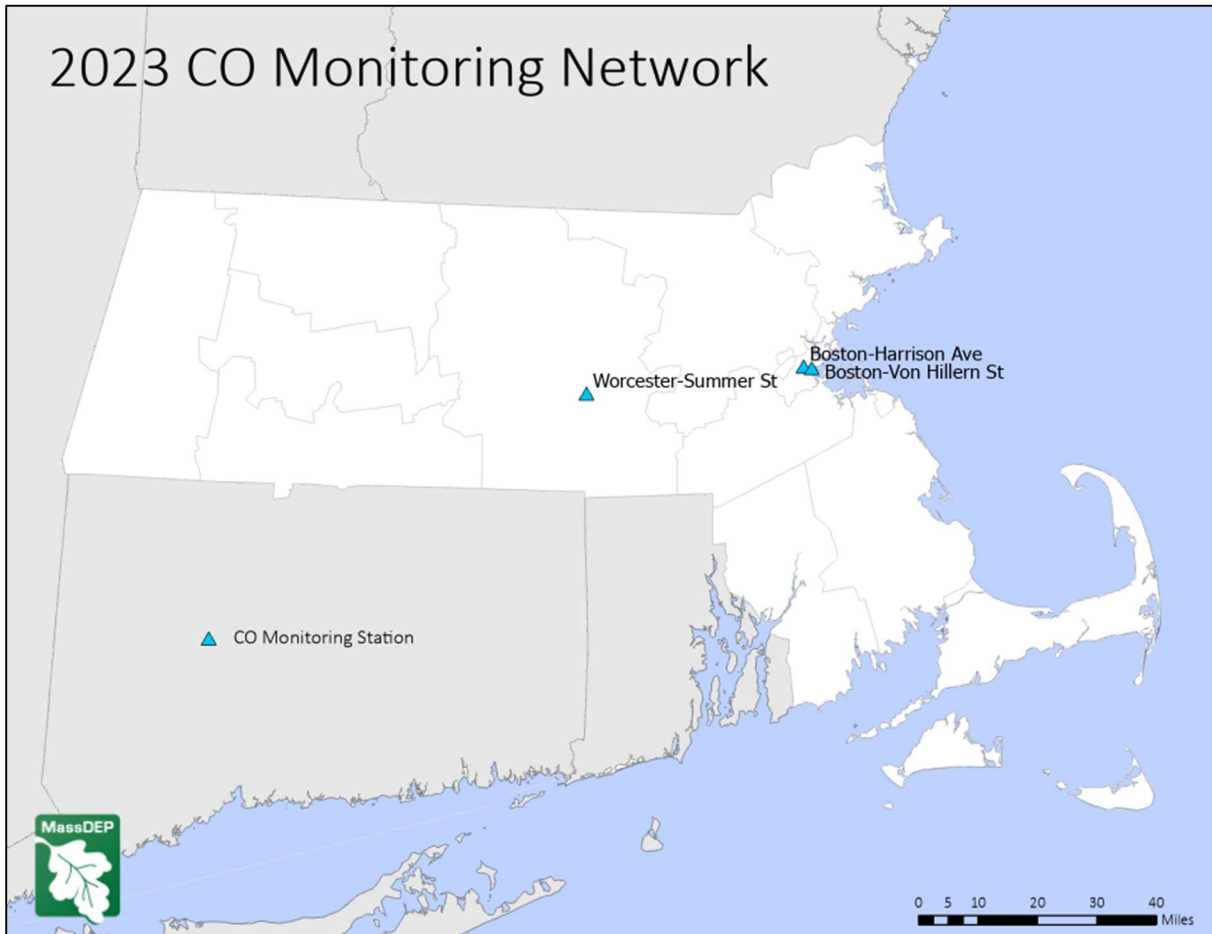 2023 CO Monitoring Network
Boston-Harrison Ave
Boston-Von Hillern St
Worcester-Summer St
CO Monitoring Station
MassDEP
0 5 10 20 30 40
Miles